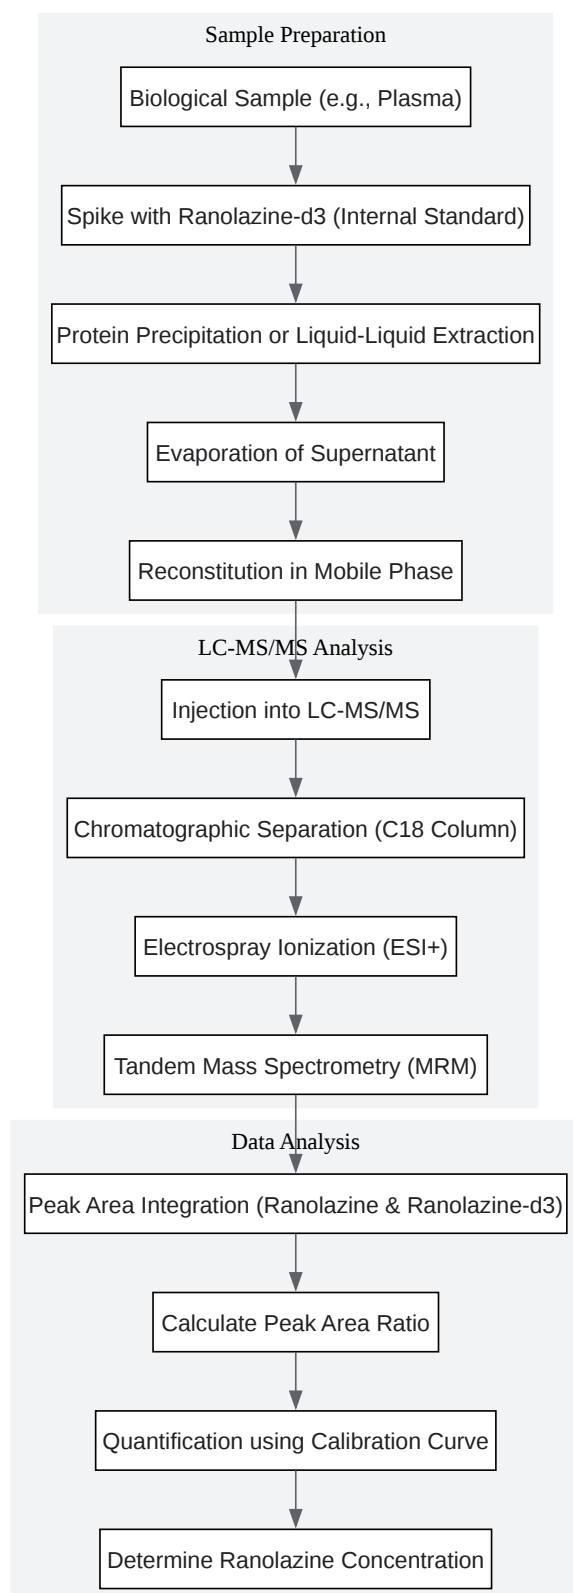 Sample Preparation
Biological Sample (e.g., Plasma)
Spike with Ranolazine-d3 (Internal Standard)
Protein Precipitation or Liquid-Liquid Extraction
Evaporation of Supernatant
Reconstitution in Mobile Phase
LC-MS/MS Analysis
Injection into LC-MS/MS
Chromatographic Separation (C18 Column)
Electrospray Ionization (ESI+)
Tandem Mass Spectrometry (MRM)
Data Analysis
Peak Area Integration (Ranolazine & Ranolazine-d3)
Calculate Peak Area Ratio
Quantification using Calibration Curve
Determine Ranolazine Concentration